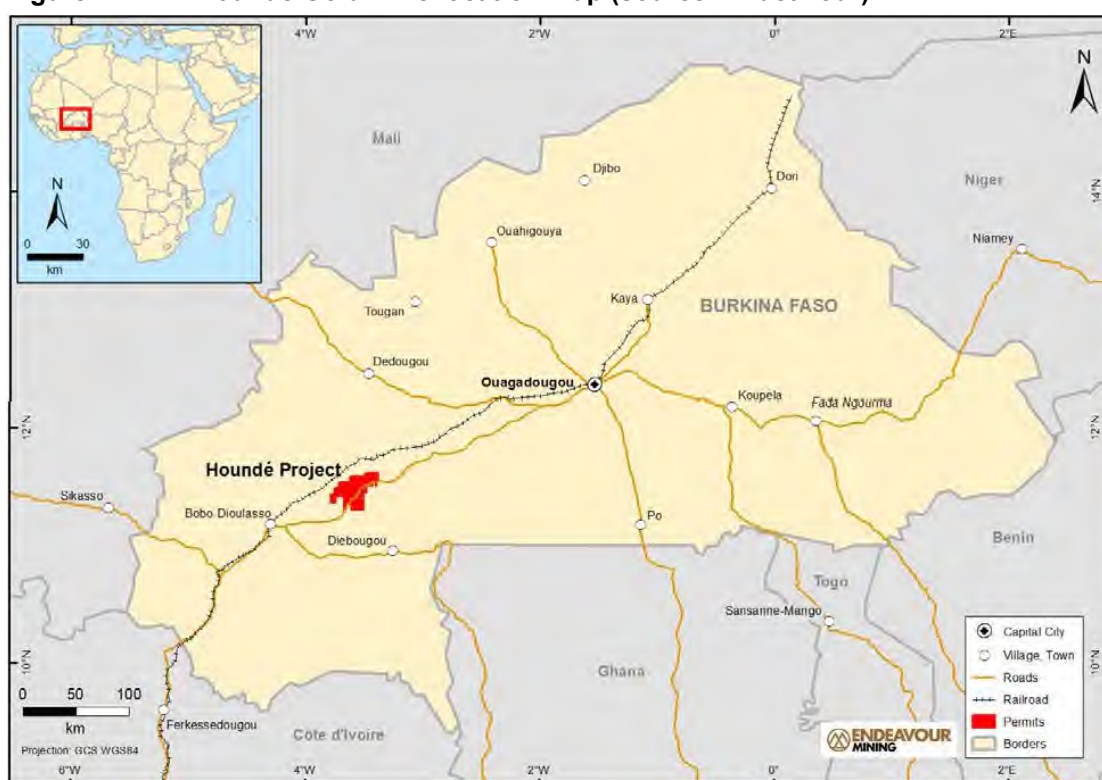 4°W
2°W
0°
2°E
N
Mali
Djibo
Dori
Niger
14°N
14°N
N
0
30
km
Ouahigouya
Niamey
Kaya
BURKINA FASO
Tougan
Dedougou
Ouagadougou
Koupela
Fada Ngourma
12°N
12°N
Houndé Project
Sikasso
Bobo Dioulasso
Po
Diebougou
Benin
Togo
Sansanne-Mango
Capital City
Village, Town
Roads
Railroad
Permits
Borders
10°N
10°N
Ghana
0 50 100
km
Ferkessedougou
Projection: GCS WGS84
Côte d'Ivoire
ENDEAVOUR
MINING
6°W
4°W
2°W
0°
2°E